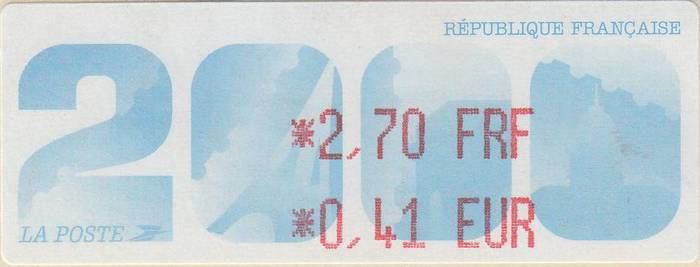 RÉPUBLIQUE FRANÇAISE
2000
*2,70 FRF
*0,41 EUR
LA POSTE